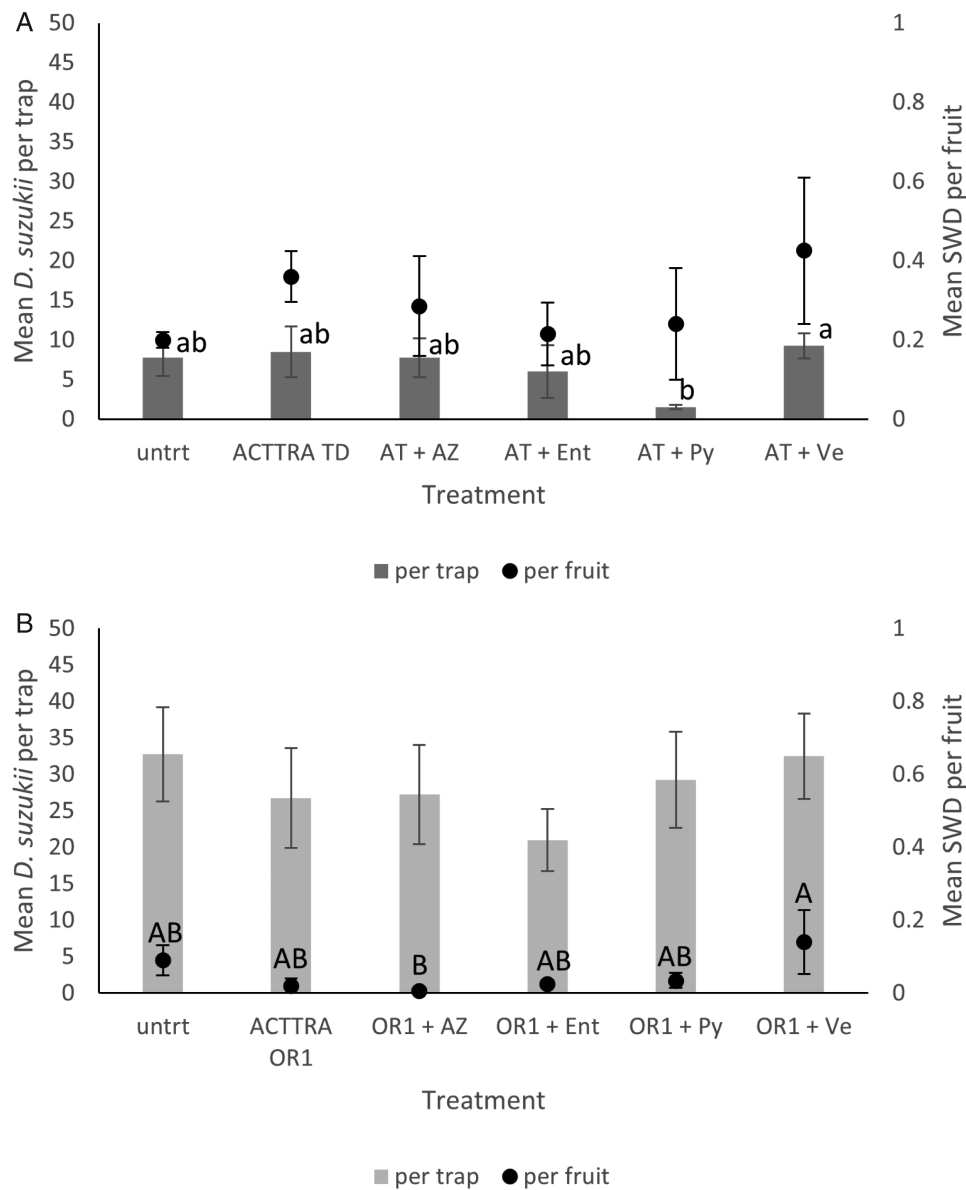 A
Mean D. suzukii per trap
50
45
40
35
30
25
20
15
10
5
0
1
0.8
0.6
0.4
0.2
0
Mean SWD per fruit
ab
ab
ab
ab
b
a
untrt
ACTTRA TD
AT + AZ
AT + Ent
AT + Py
AT + Ve
Treatment
per trap
per fruit
B
Mean D. suzukii per trap
50
45
40
35
30
25
20
15
10
5
0
1
0.8
0.6
0.4
0.2
0
Mean SWD per fruit
AB
AB
B
AB
AB
A
untrt
ACTTRA
OR1
OR1 + AZ
OR1 + Ent
OR1 + Py
OR1 + Ve
Treatment
per trap
per fruit